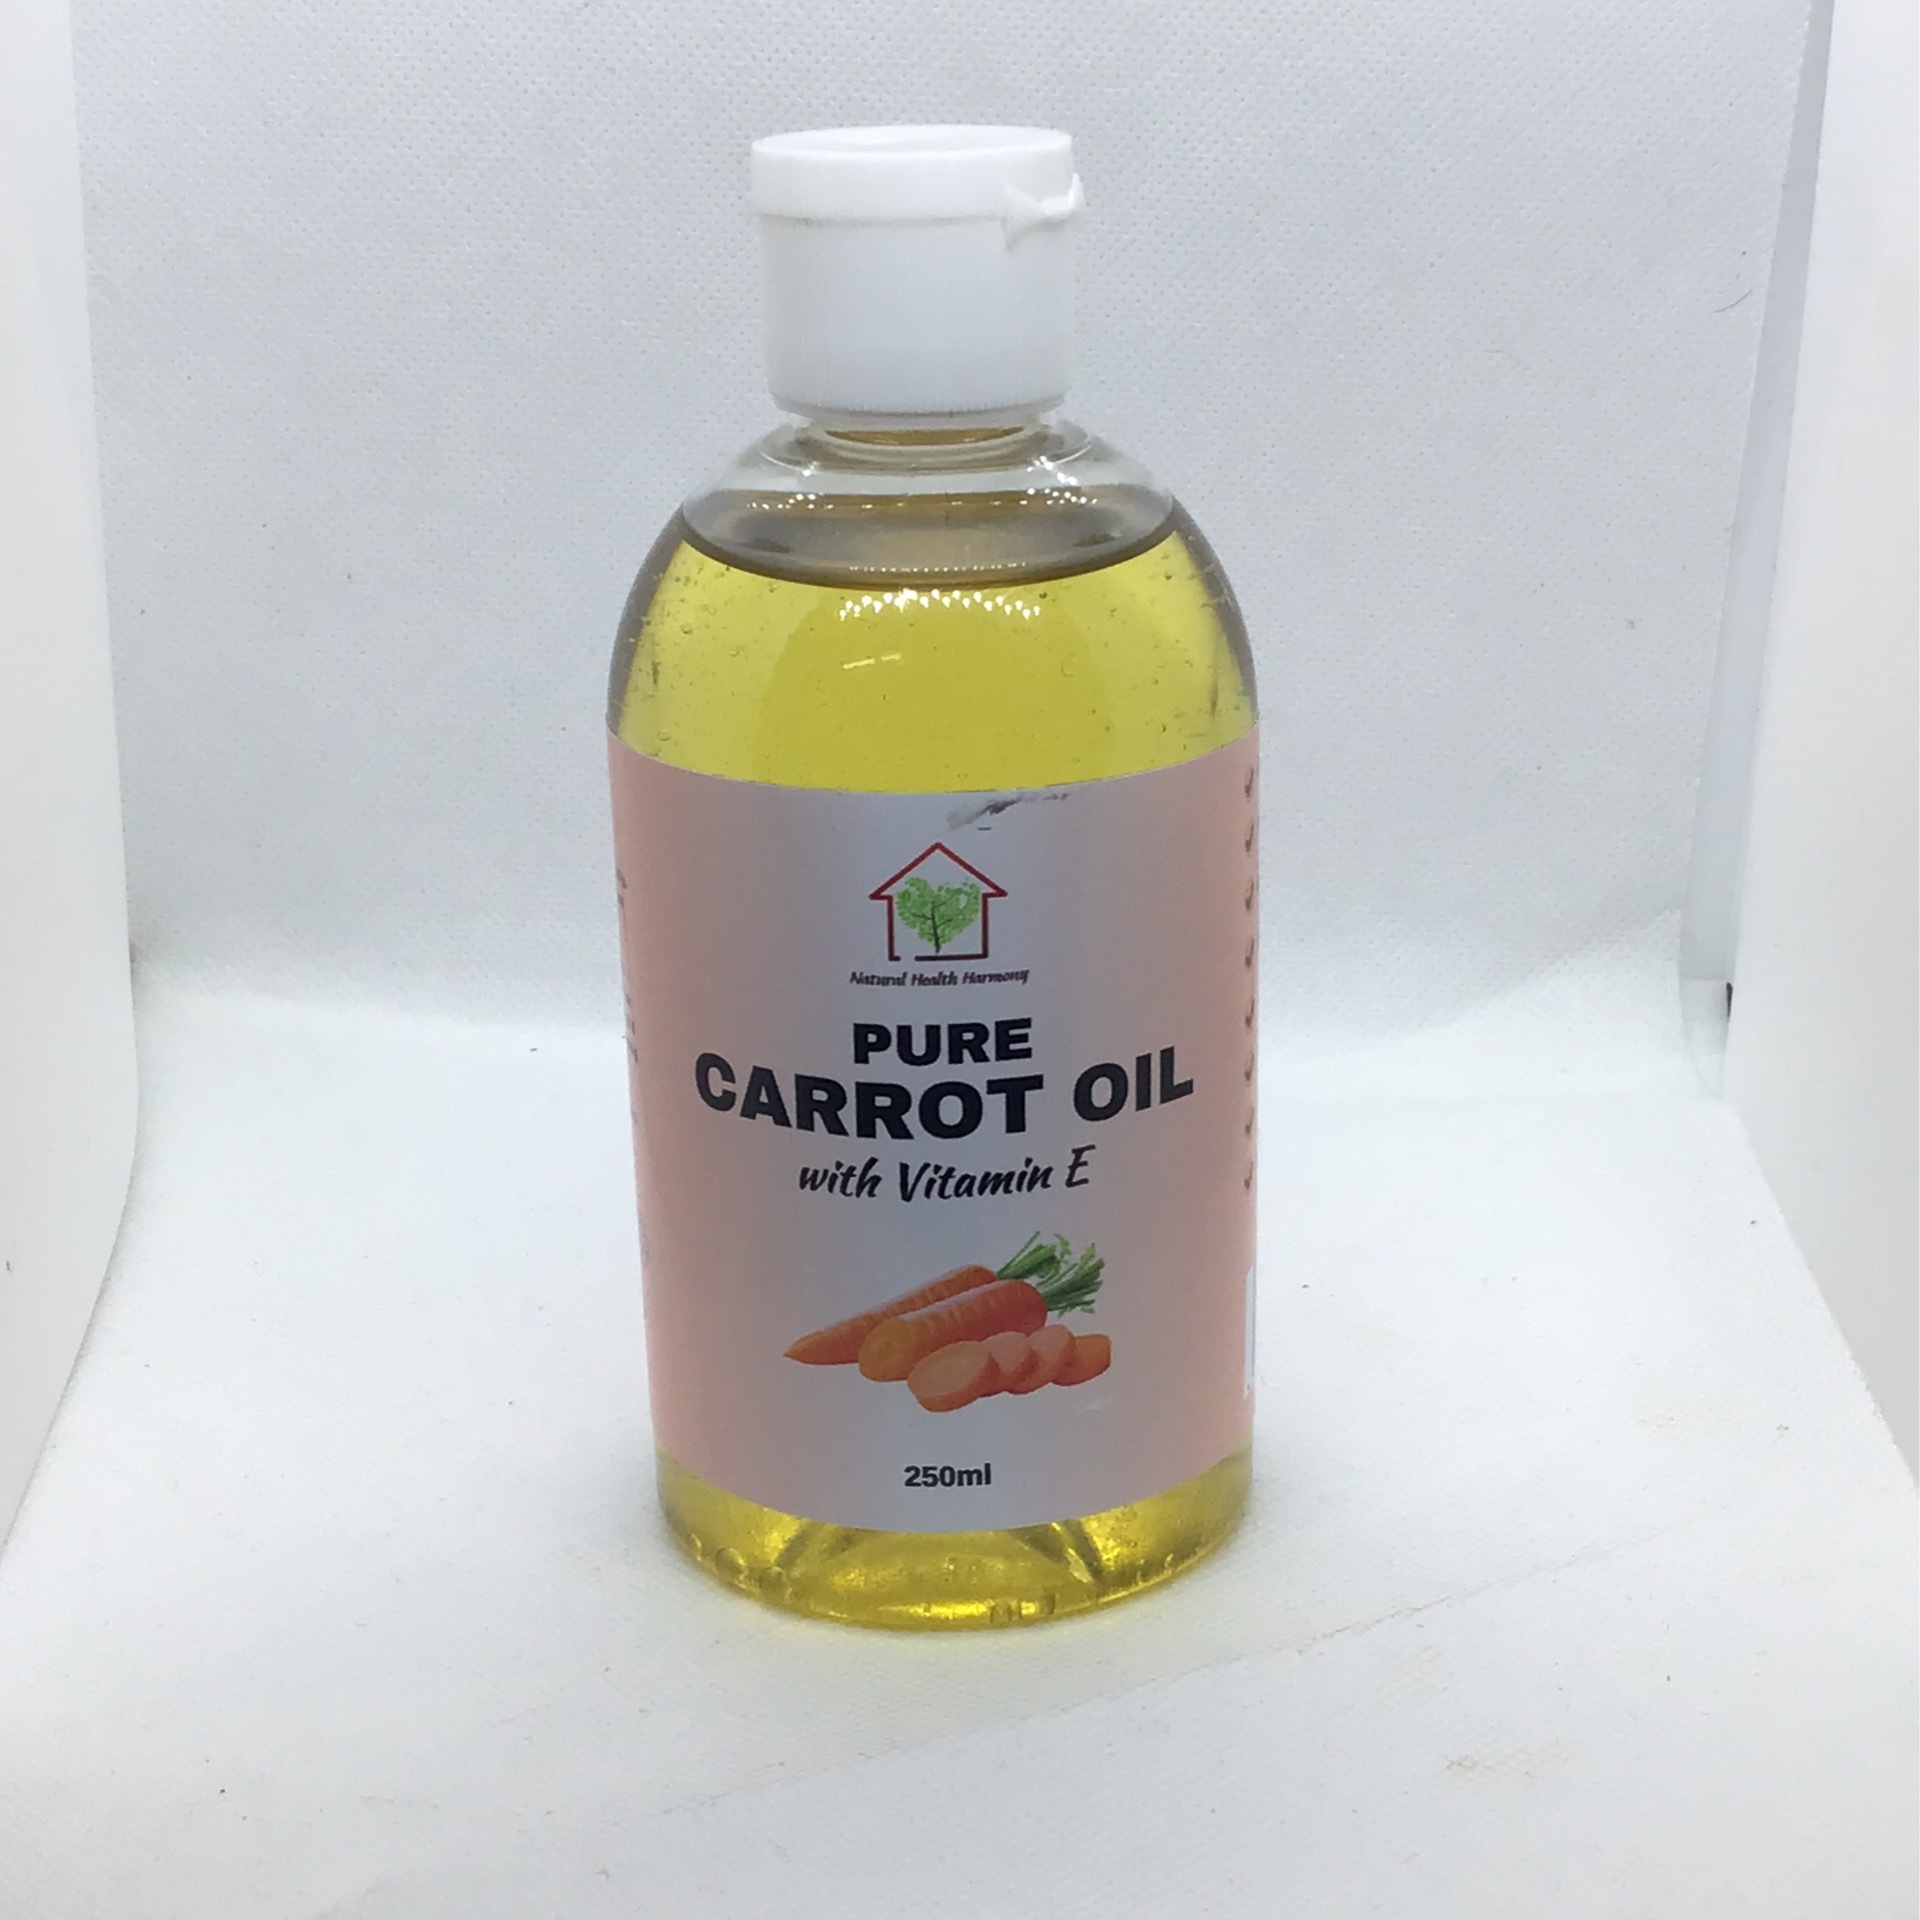 Natural Health Harmony
PURE
CARROT OIL
with Vitamin E
250ml